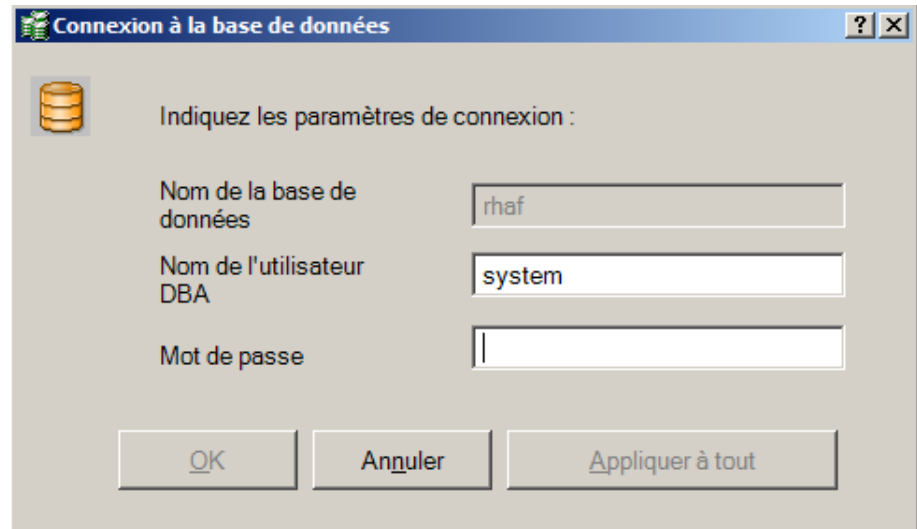 Connexion à la base de données
Indiquez les paramètres de connexion :
Nom de la base de
données
rhaf
Nom de l'utilisateur
DBA
system
Mot de passe
OK
Annuler
Appliquer à tout